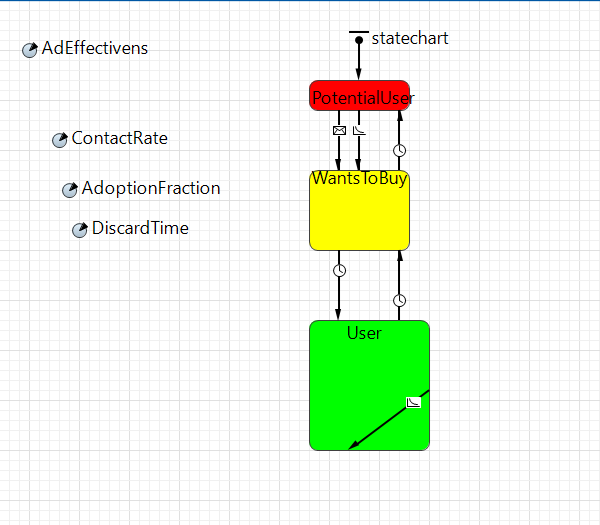 statechart
AdEffectivens
PotentialUser
ContactRate
WantsToBuy
AdoptionFraction
DiscardTime
User